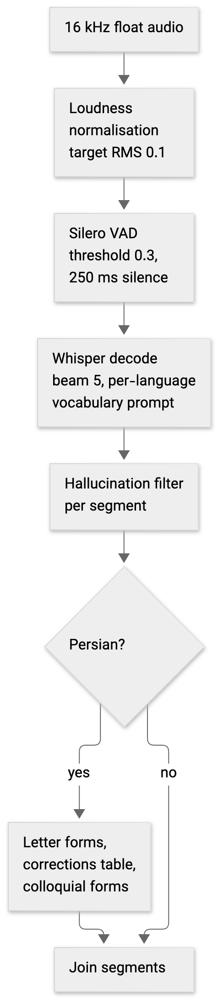 16 kHz float audio
Loudness
normalisation
target RMS 0.1
Silero VAD
threshold 0.3,
250 ms silence
Whisper decode
beam 5, per-language
vocabulary prompt
Hallucination filter
per segment
Persian?
yes
no
Letter forms,
corrections table,
colloquial forms
Join segments